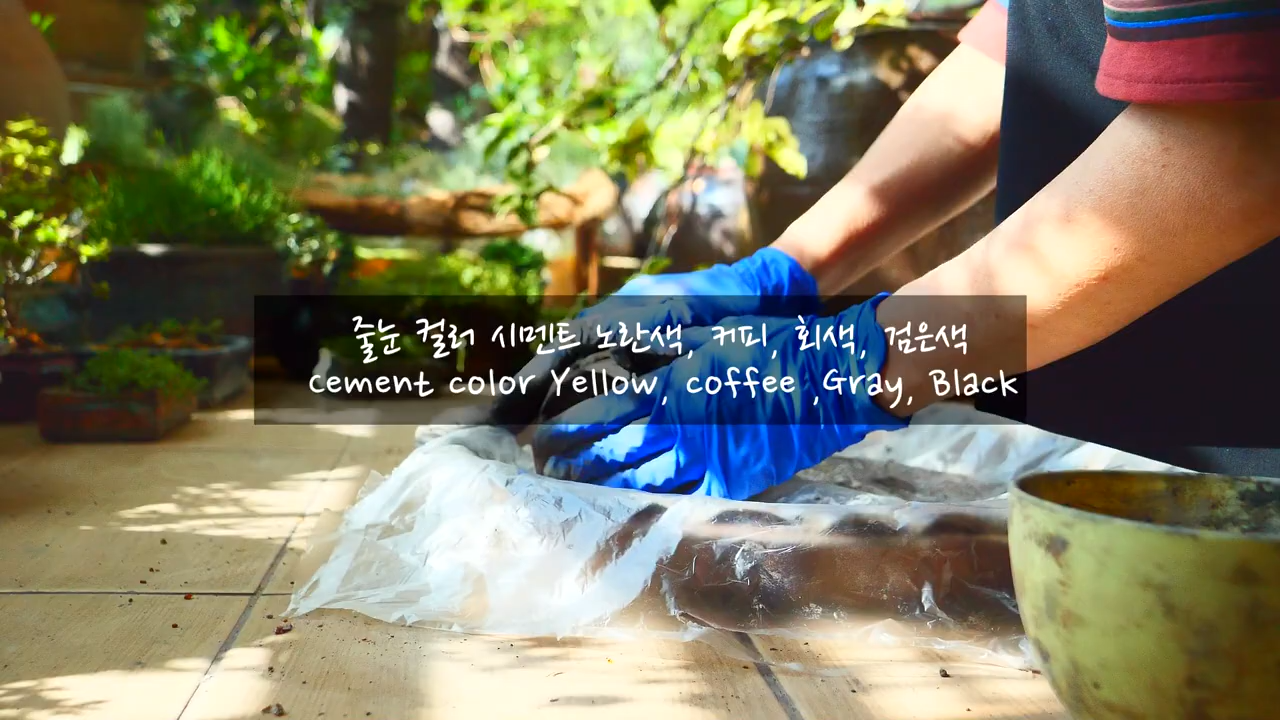 줄눈 컬러 시멘트 노란색, 커피, 회색, 검은색
cement color Yellow, coffee ,Gray, Black